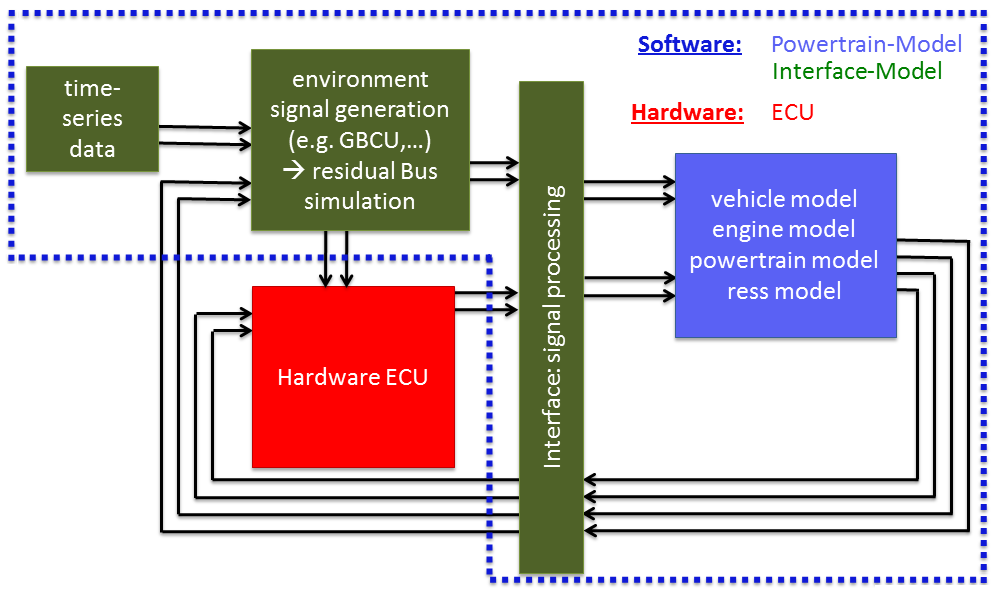 Software: Powertrain-Model
Interface-Model
Hardware: ECU
time-
series
data
environment
signal generation
(e.g. GBCU,...)
→ residual Bus
simulation
Interface: signal processing
vehicle model
engine model
powertrain model
ress model
Hardware ECU